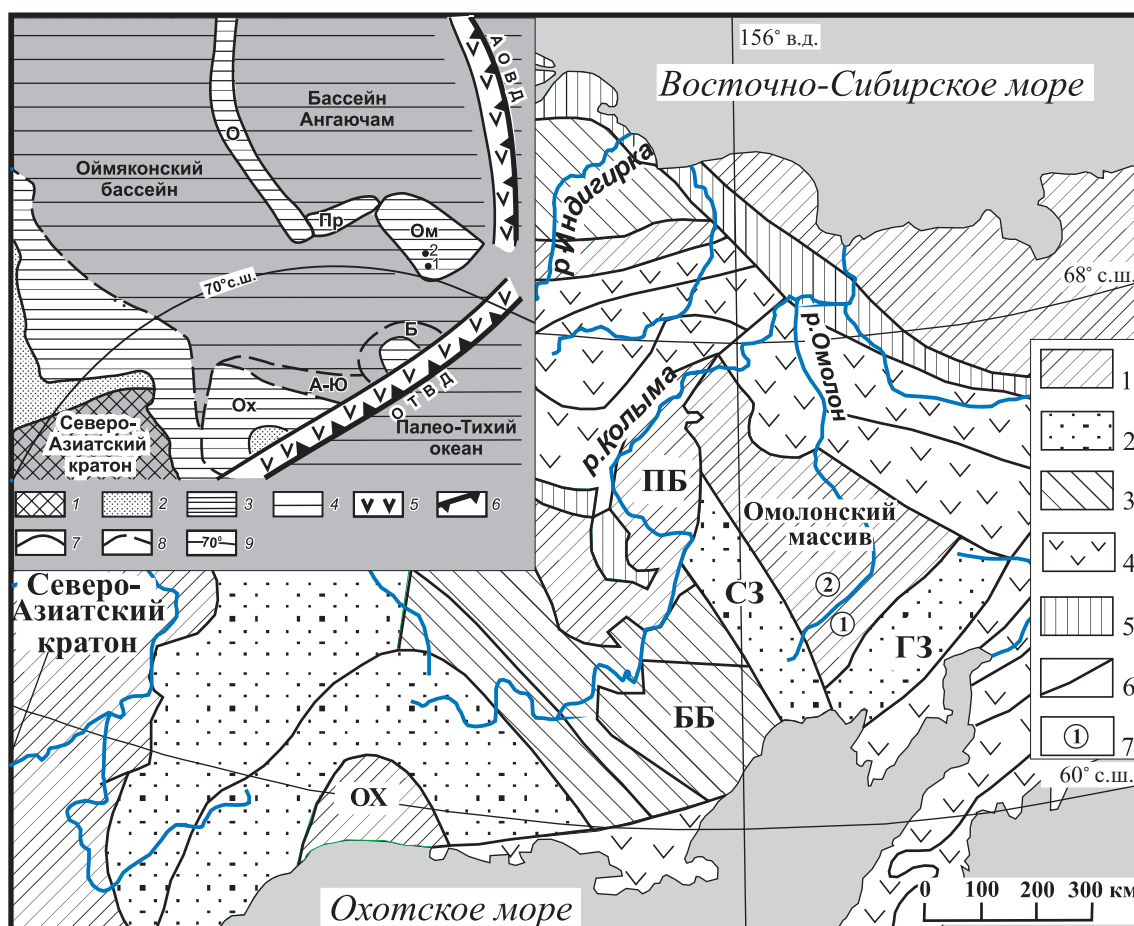 156° в.д.
Восточно-Сибирское море
АОВД
Бассейн
Ангаючам
О
Оймяконский
бассейн
Пр
Ом
2
1
70° с.ш.
Б
А-Ю
Ох
ОТВД
Северо-
Азиатский
кратон
Палео-Тихий
океан
1
2
3
4
5
6
7
8
70°
9
р Индигирка
68° с.ш.
р.Омолон
р.Колыма
ПБ
Омолонский
массив
СЗ
2
1
ГЗ
ББ
Северо-
Азиатский
кратон
ОХ
1
2
3
4
5
6
1
7
60° с.ш.
0 100 200 300 км
Охотское море